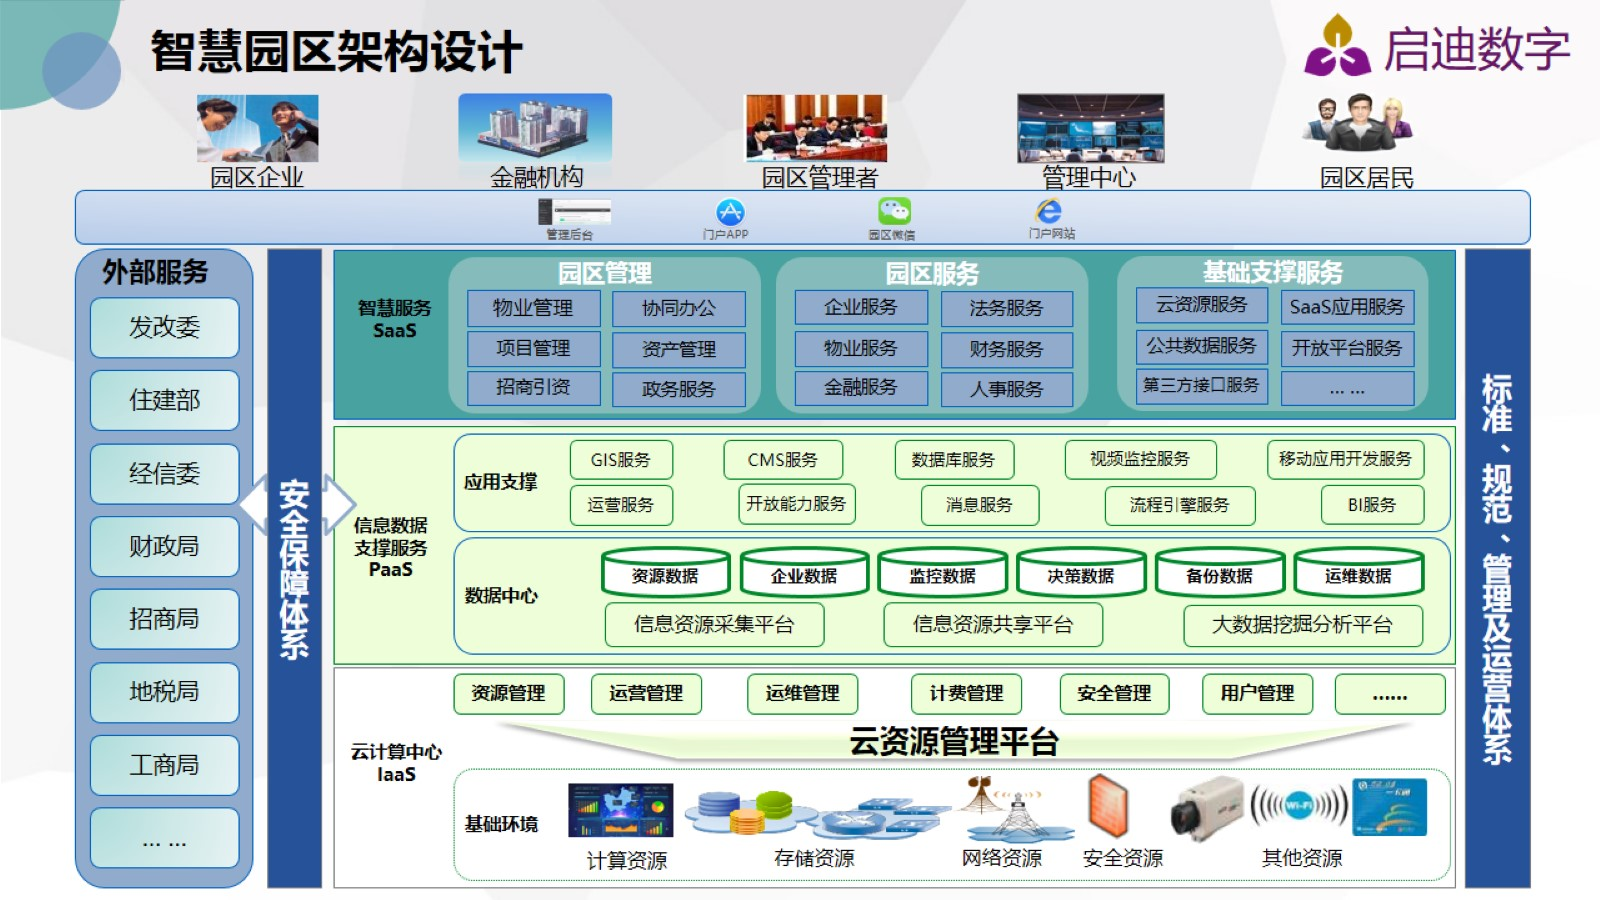 智慧园区架构设计
启迪数字
园区企业
金融机构
园区管理者
管理中心
园区居民
管理后台
门户APP
园区微信
门户网站
外部服务
发改委
住建部
经信委
财政局
招商局
地税局
工商局
... ...
安全保障体系
智慧服务
SaaS
园区管理
物业管理
协同办公
项目管理
资产管理
招商引资
政务服务
园区服务
企业服务
法务服务
物业服务
财务服务
金融服务
人事服务
基础支撑服务
云资源服务
SaaS应用服务
公共数据服务
开放平台服务
第三方接口服务
... ...
信息数据
支撑服务
PaaS
应用支撑
GIS服务
CMS服务
数据库服务
视频监控服务
移动应用开发服务
运营服务
开放能力服务
消息服务
流程引擎服务
BI服务
数据中心
资源数据
企业数据
监控数据
决策数据
备份数据
运维数据
信息资源采集平台
信息资源共享平台
大数据挖掘分析平台
云计算中心
IaaS
资源管理
运营管理
运维管理
计费管理
安全管理
用户管理
......
云资源管理平台
基础环境
Wi-Fi
一卡通
计算资源
存储资源
网络资源
安全资源
其他资源
标准、规范、管理及运营体系